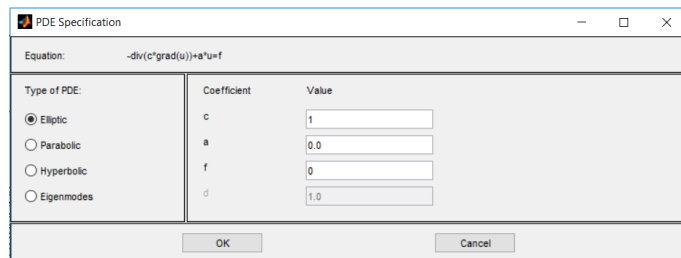 PDE Specification
Equation: -div(c*grad(u))+a*u=f
Type of PDE:
Elliptic
Parabolic
Hyperbolic
Eigenmodes
Coefficient Value
c 1
a 0.0
f 0
d 1.0
OK Cancel